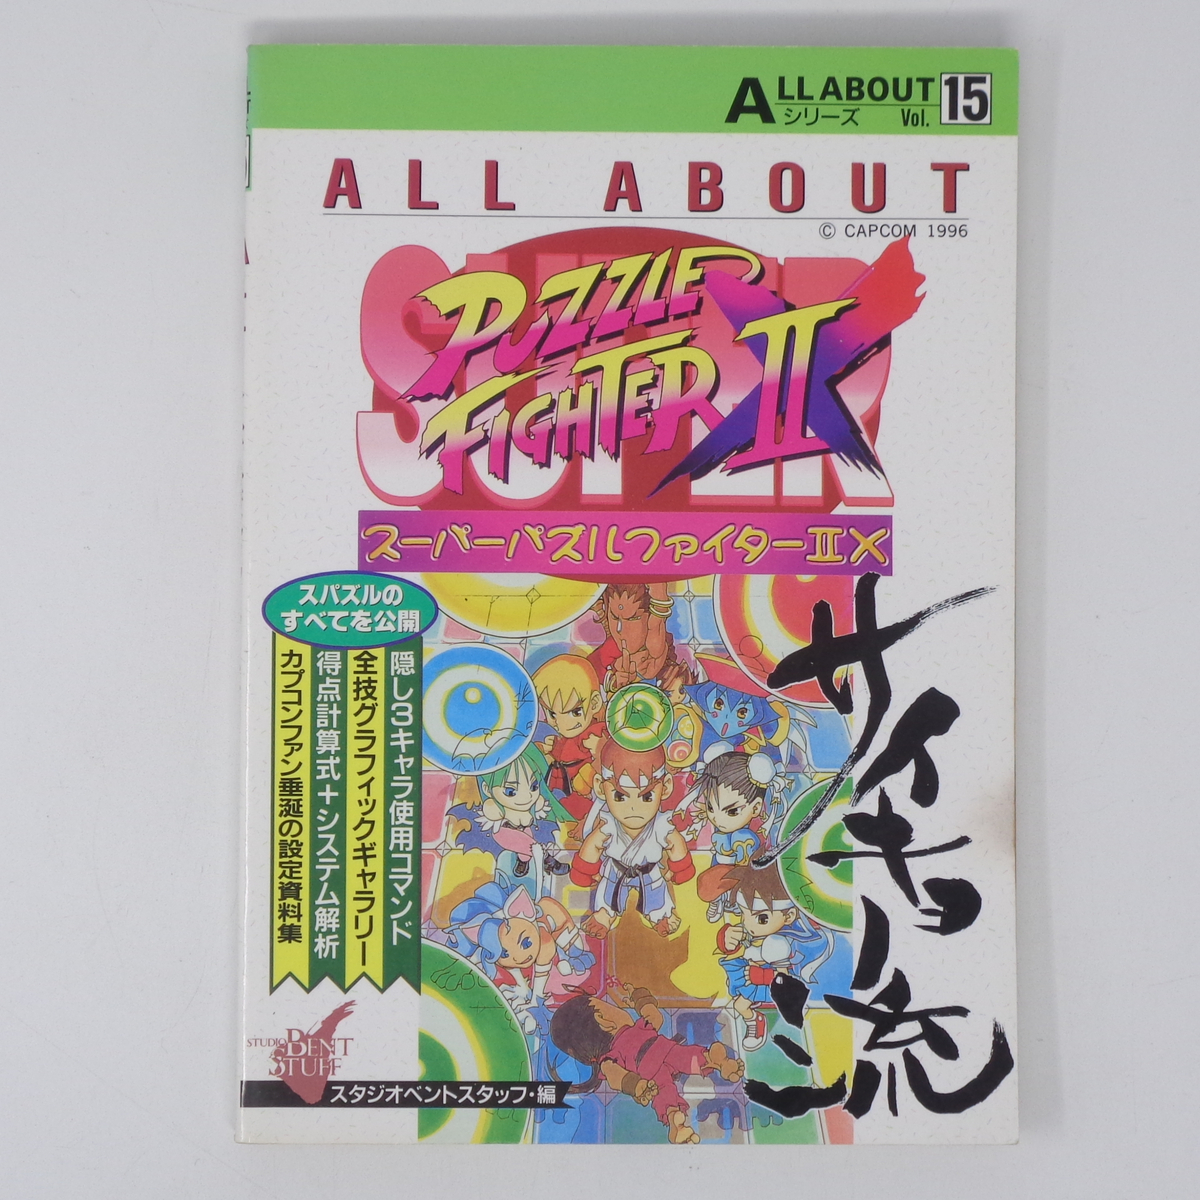 ALL ABOUT
シリーズ Vol. 15
ALL ABOUT
© CAPCOM 1996
SUPER
PUZZLE
FIGHTER II X
スーパーパズルファイターⅡX
スパズルの
すべてを公開
隠し3キャラ使用コマンド
全技グラフィックギャラリー
得点計算式+システム解析
カプコンファン垂涎の設定資料集
サイキョー流
STUDIO BENT
STUFF
スタジオベントスタッフ・編